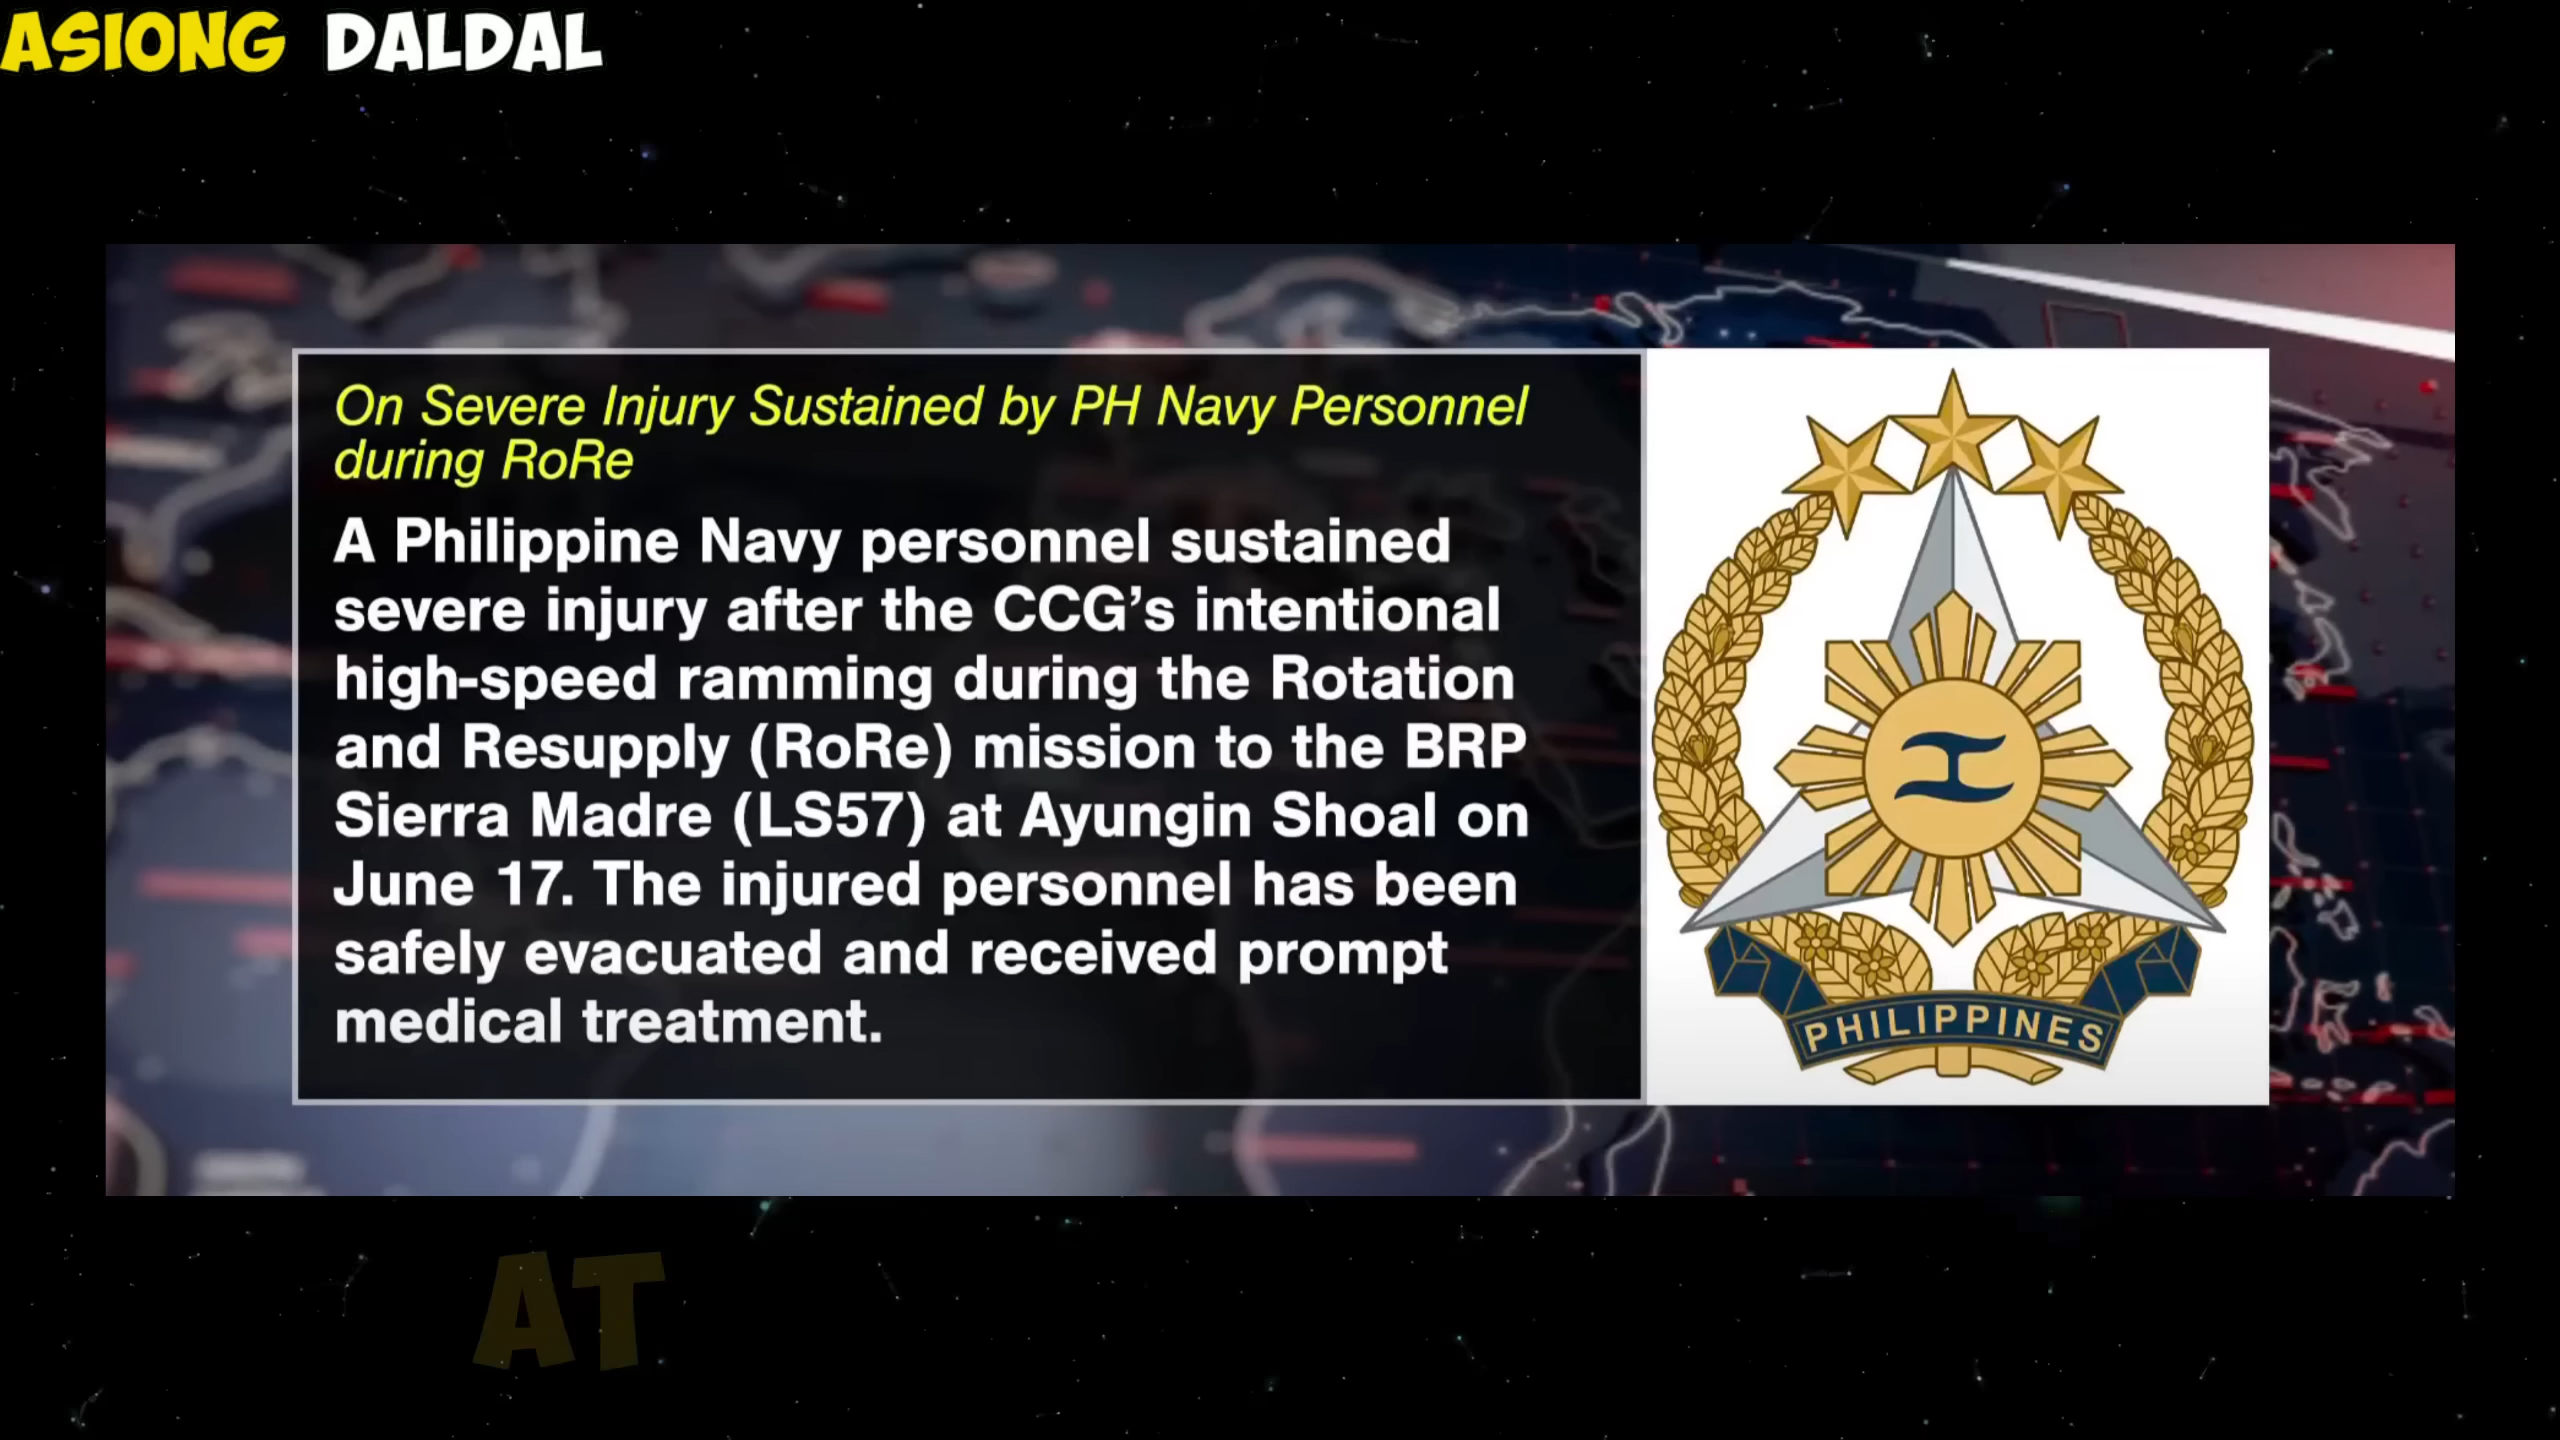 ASIONG DALDAL
On Severe Injury Sustained by PH Navy Personnel
during RoRe
A Philippine Navy personnel sustained
severe injury after the CCG’s intentional
high-speed ramming during the Rotation
and Resupply (RoRe) mission to the BRP
Sierra Madre (LS57) at Ayungin Shoal on
June 17. The injured personnel has been
safely evacuated and received prompt
medical treatment.
PHILIPPINES
AT